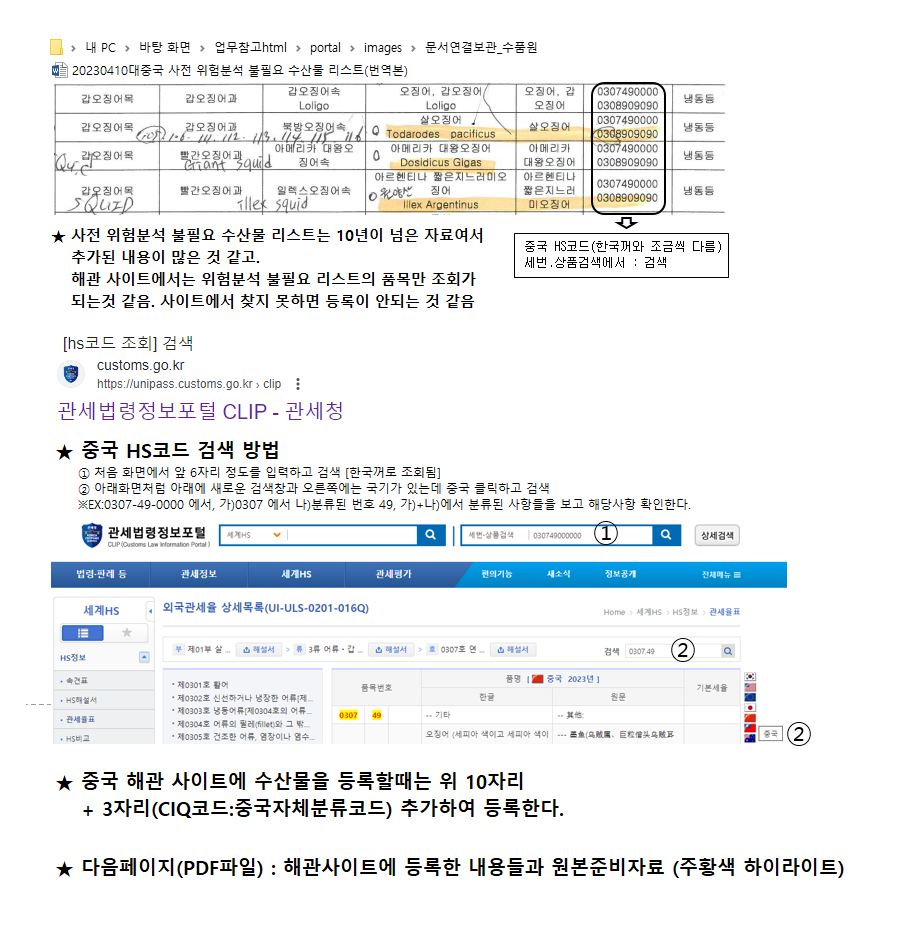 내 PC > 바탕 화면 > 업무참고html > portal > images > 문서연결보관_수품원
20230410대중국 사전 위험분석 불필요 수산물 리스트(번역본)
갑오징어목 갑오징어과 갑오징어속 Loligo 오징어, 갑오징어 Loligo 오징어, 갑오징어 0307490000 0308909090 냉동등
갑오징어목 갑오징어과 북방오징어속 살오징어 Todarodes pacificus 살오징어 0307490000 0308909090 냉동등
112. 113. 114. 115 116
갑오징어목 빨간오징어과 아메리카 대왕오징어속 아메리카 대왕오징어 Dosidicus Gigas 아메리카 대왕오징어 0307490000 0308909090 냉동등
Giant squid
갑오징어목 빨간오징어과 일렉스오징어속 아르헨티나 짧은지느러미오징어 Illex Argentinus 아르헨티나 짧은지느러미오징어 0307490000 0308909090 냉동등
SQUID illex squid
★ 사전 위험분석 불필요 수산물 리스트는 10년이 넘은 자료여서
추가된 내용이 많은 것 같고.
해관 사이트에서는 위험분석 불필요 리스트의 품목만 조회가
되는것 같음. 사이트에서 찾지 못하면 등록이 안되는 것 같음
중국 HS코드(한국꺼와 조금씩 다름)
세번.상품검색에서 : 검색
[hs코드 조회] 검색
customs.go.kr
https://unipass.customs.go.kr › clip
관세법령정보포털 CLIP - 관세청
★ 중국 HS코드 검색 방법
① 처음 화면에서 앞 6자리 정도를 입력하고 검색 [한국꺼로 조회됨]
② 아래화면처럼 아래에 새로운 검색창과 오른쪽에는 국기가 있는데 중국 클릭하고 검색
※EX:0307-49-0000 에서, 가)0307 에서 나)분류된 번호 49, 가)+나)에서 분류된 사항들을 보고 해당사항 확인한다.
관세법령정보포털 세계HS 세번-상품검색 030749000000 ① 상세검색
CLIP(Customs Law Information Portal)
법령·판례 등 관세정보 세계HS 관세평가 편의기능 새소식 정보공개 전체메뉴
세계HS 외국관세율 상세목록(UI-ULS-0201-016Q) Home > 세계HS > HS정보 > 관세율표
부 제01부 살 ... 해설서 > 류 3류 어류·갑 ... 해설서 > 호 0307호 연 ... 해설서 검색 0307.49 ②
HS정보
속견표
HS해설서
관세율표
HS비교
제0301호 활어
제0302호 신선하거나 냉장한 어류[제...
제0303호 냉동어류[제0304호의 어류...
제0304호 어류의 필레(fillet)와 그 밖...
제0305호 건조한 어류, 염장이나 염수...
품목번호 품명 [ 중국 2023년 ] 기본세율
한글 원문
0307 49 -- 기타 -- 其他:
오징어 (세피아 색이고 세피아 색이 --- 墨鱼(乌贼属、巨粒僧头乌贼茑
중국 ②
★ 중국 해관 사이트에 수산물을 등록할때는 위 10자리
+ 3자리(CIQ코드:중국자체분류코드) 추가하여 등록한다.
★ 다음페이지(PDF파일) : 해관사이트에 등록한 내용들과 원본준비자료 (주황색 하이라이트)